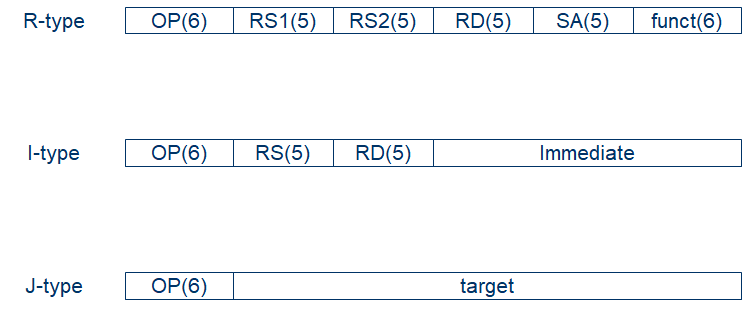 R-type OP(6) RS1(5) RS2(5) RD(5) SA(5) funct(6)
I-type OP(6) RS(5) RD(5) Immediate
J-type OP(6) target